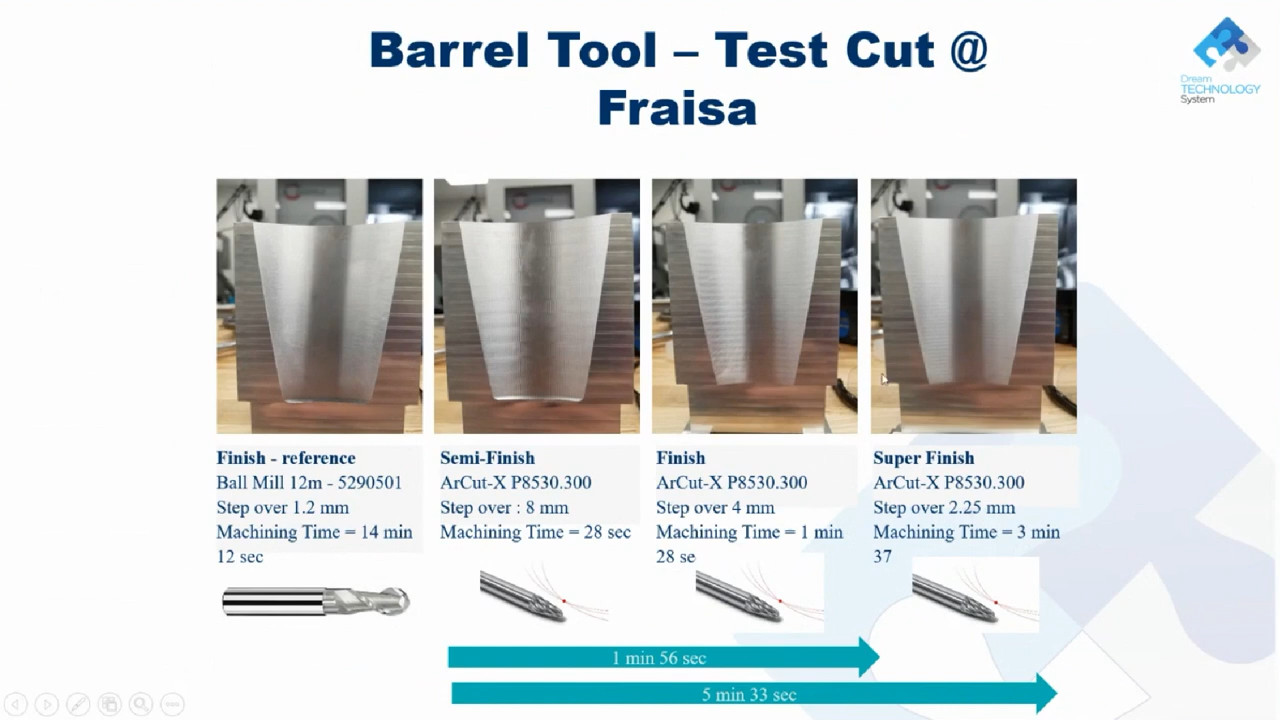 Barrel Tool – Test Cut @
Fraisa
Dream
TECHNOLOGY
System
Finish - reference
Ball Mill 12m - 5290501
Step over 1.2 mm
Machining Time = 14 min
12 sec
Semi-Finish
ArCut-X P8530.300
Step over : 8 mm
Machining Time = 28 sec
Finish
ArCut-X P8530.300
Step over 4 mm
Machining Time = 1 min
28 se
Super Finish
ArCut-X P8530.300
Step over 2.25 mm
Machining Time = 3 min
37
1 min 56 sec
5 min 33 sec